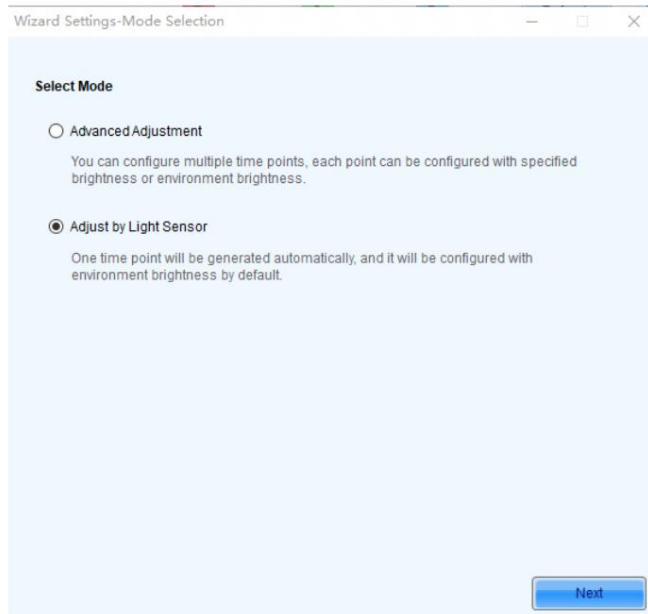 Wizard Settings-Mode Selection
Select Mode
Advanced Adjustment
You can configure multiple time points, each point can be configured with specified
brightness or environment brightness.
Adjust by Light Sensor
One time point will be generated automatically, and it will be configured with
environment brightness by default.
Next